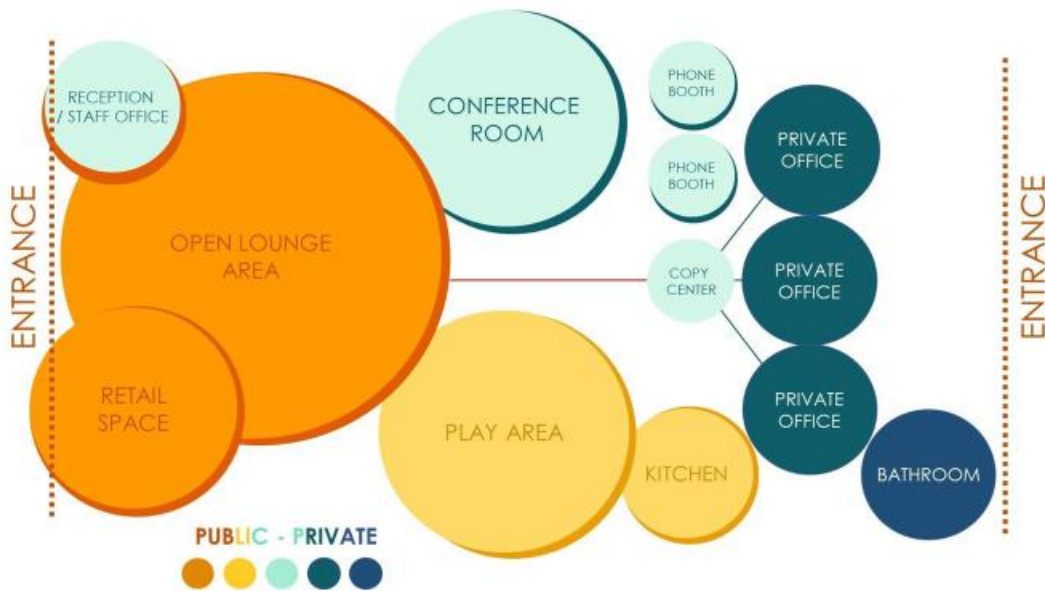 ENTRANCE
RECEPTION
/ STAFF OFFICE
OPEN LOUNGE
AREA
RETAIL
SPACE
CONFERENCE
ROOM
PHONE
BOOTH
PHONE
BOOTH
COPY
CENTER
PRIVATE
OFFICE
PRIVATE
OFFICE
PRIVATE
OFFICE
PLAY AREA
KITCHEN
BATHROOM
ENTRANCE
PUBLIC - PRIVATE